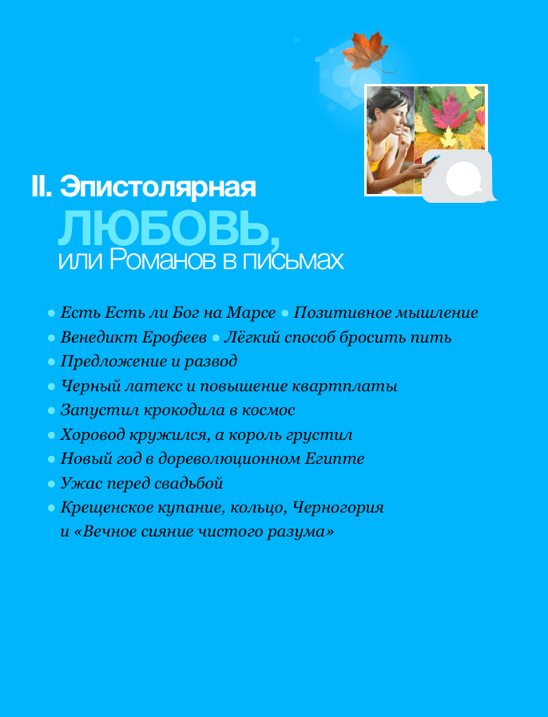 II. Эпистолярная
ЛЮБОВЬ,
или Романов в письмах
• Есть Есть ли Бог на Марсе • Позитивное мышление
• Венедикт Ерофеев • Лёгкий способ бросить пить
• Предложение и развод
• Черный латекс и повышение квартплаты
• Запустил крокодила в космос
• Хоровод кружился, а король грустил
• Новый год в дореволюционном Египте
• Ужас перед свадьбой
• Крещенское купание, кольцо, Черногория
и «Вечное сияние чистого разума»